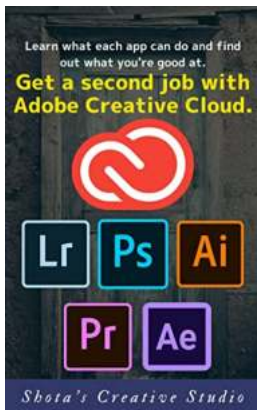 Learn what each app can do and find
out what you're good at.
Get a second job with
Adobe Creative Cloud.
Lr Ps Ai
Pr Ae
Shota's Creative Studio